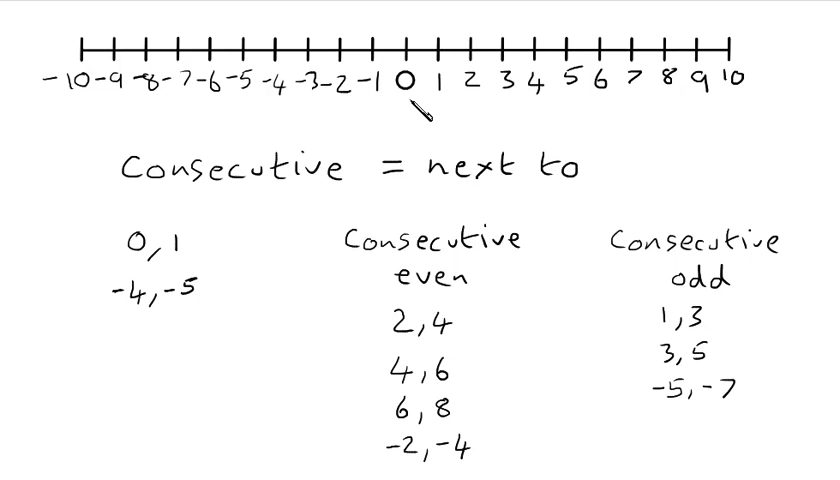 -10 -9 -8 -7 -6 -5 -4 -3 -2 -1 0 1 2 3 4 5 6 7 8 9 10
Consecutive = next to
0, 1
-4, -5
Consecutive
even
2, 4
4, 6
6, 8
-2, -4
Consecutive
odd
1, 3
3, 5
-5, -7